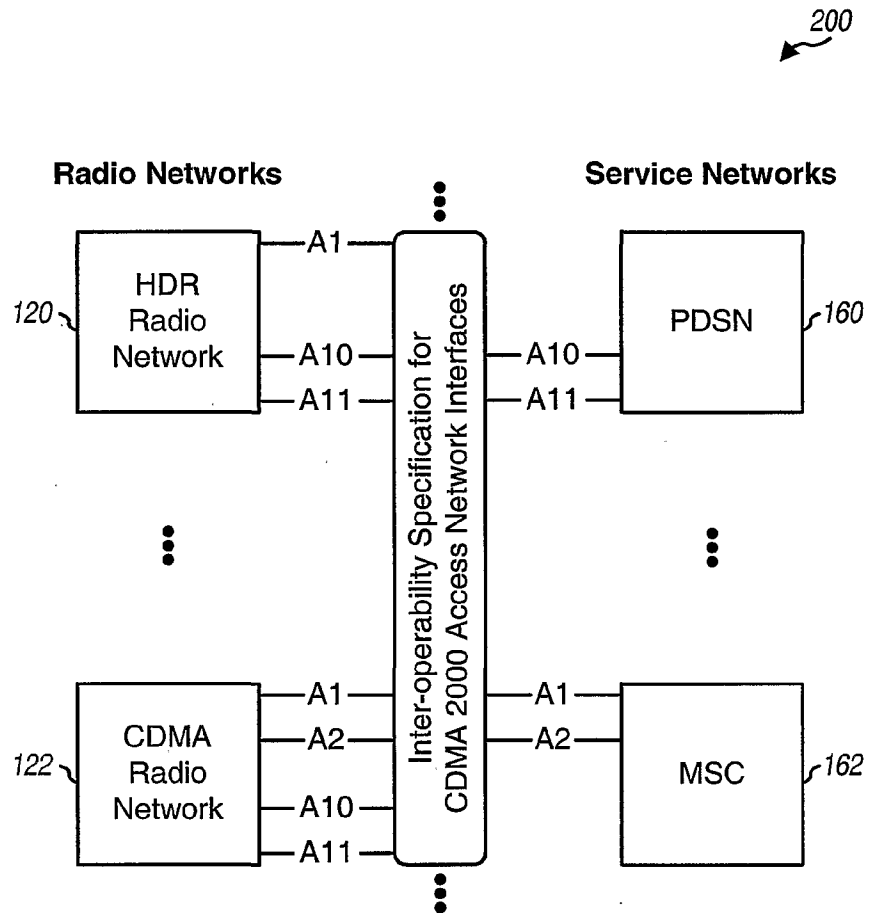 200
Radio Networks
Service Networks
A1
HDR
Radio
Network
120
A10
A11
Inter-operability Specification for
CDMA 2000 Access Network Interfaces
A10
A11
PDSN
160
A1
A2
CDMA
Radio
Network
122
A10
A11
A1
A2
MSC
162